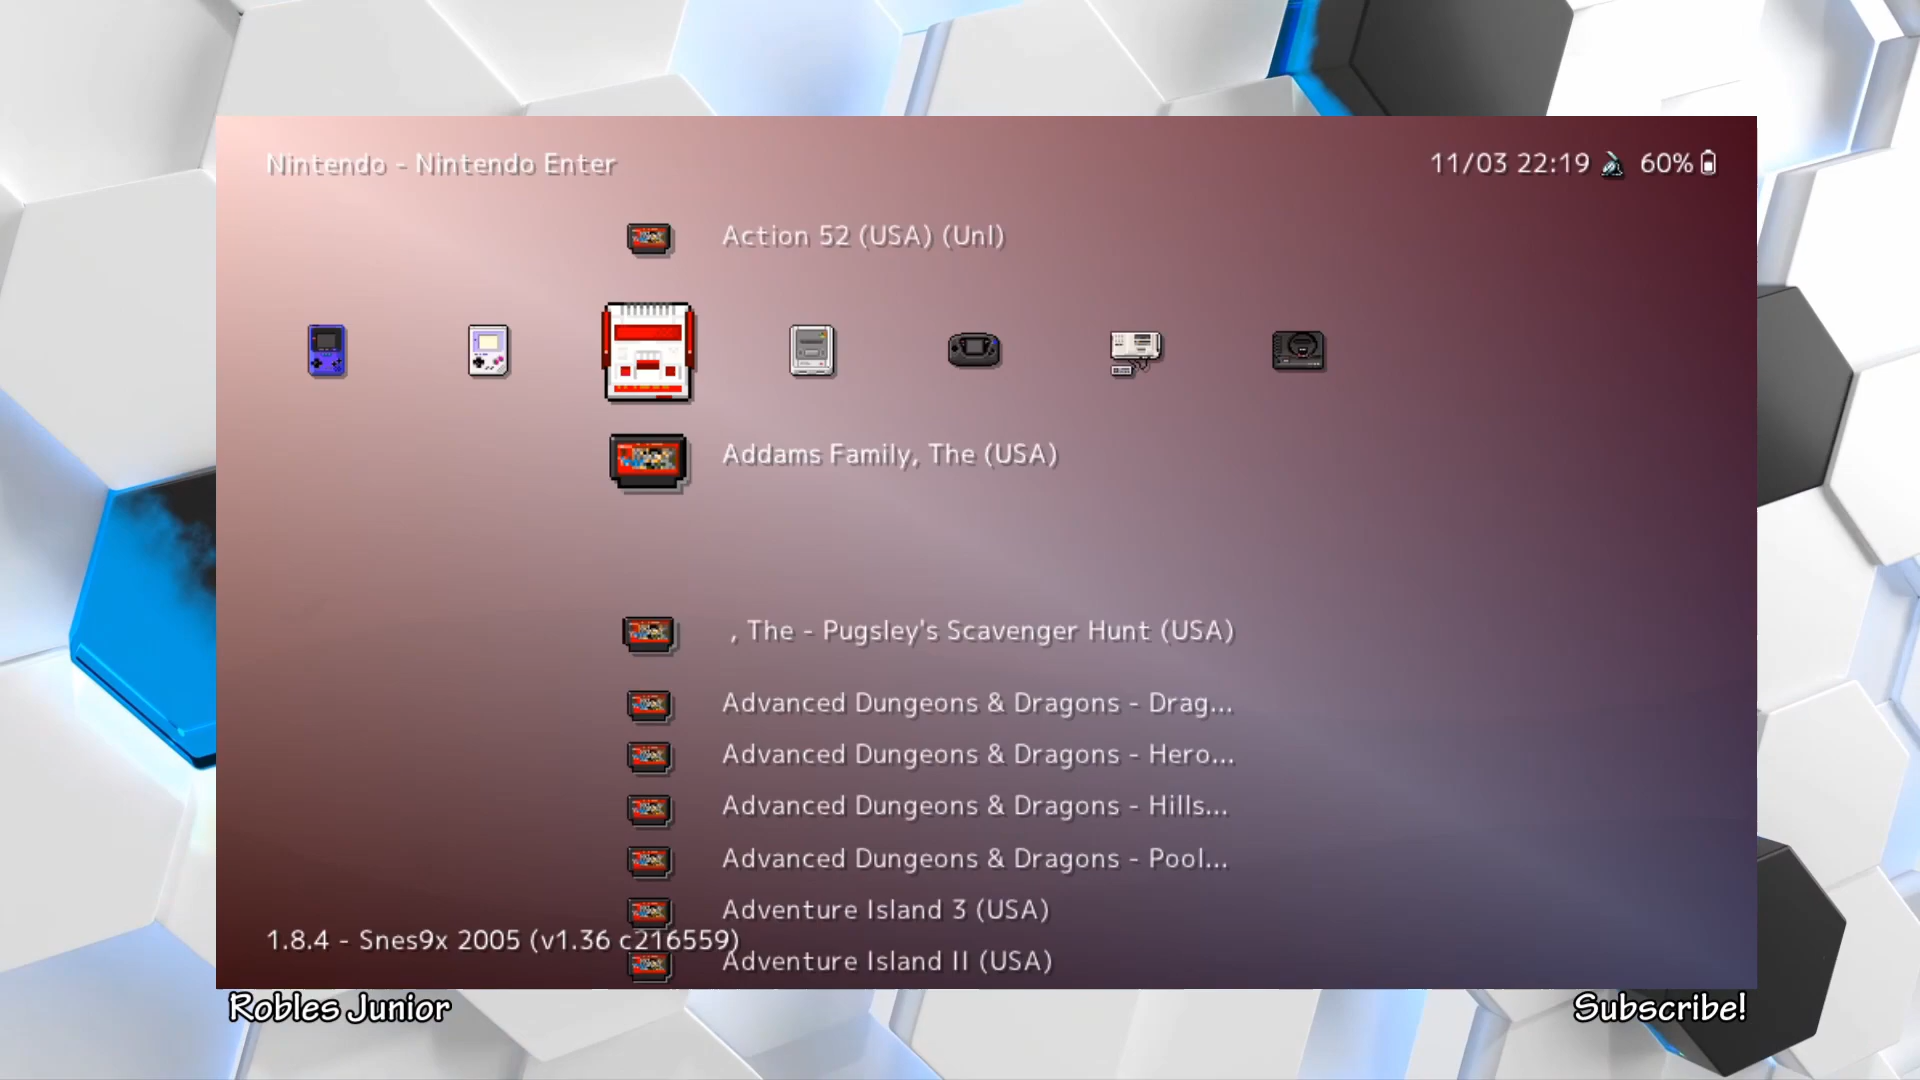 Nintendo - Nintendo Enter
11/03 22:19 60%
Action 52 (USA) (Unl)
Addams Family, The (USA)
, The - Pugsley's Scavenger Hunt (USA)
Advanced Dungeons & Dragons - Drag...
Advanced Dungeons & Dragons - Hero...
Advanced Dungeons & Dragons - Hills...
Advanced Dungeons & Dragons - Pool...
Adventure Island 3 (USA)
1.8.4 - Snes9x 2005 (v1.36 c216559)
Adventure Island II (USA)
Robles Junior
Subscribe!